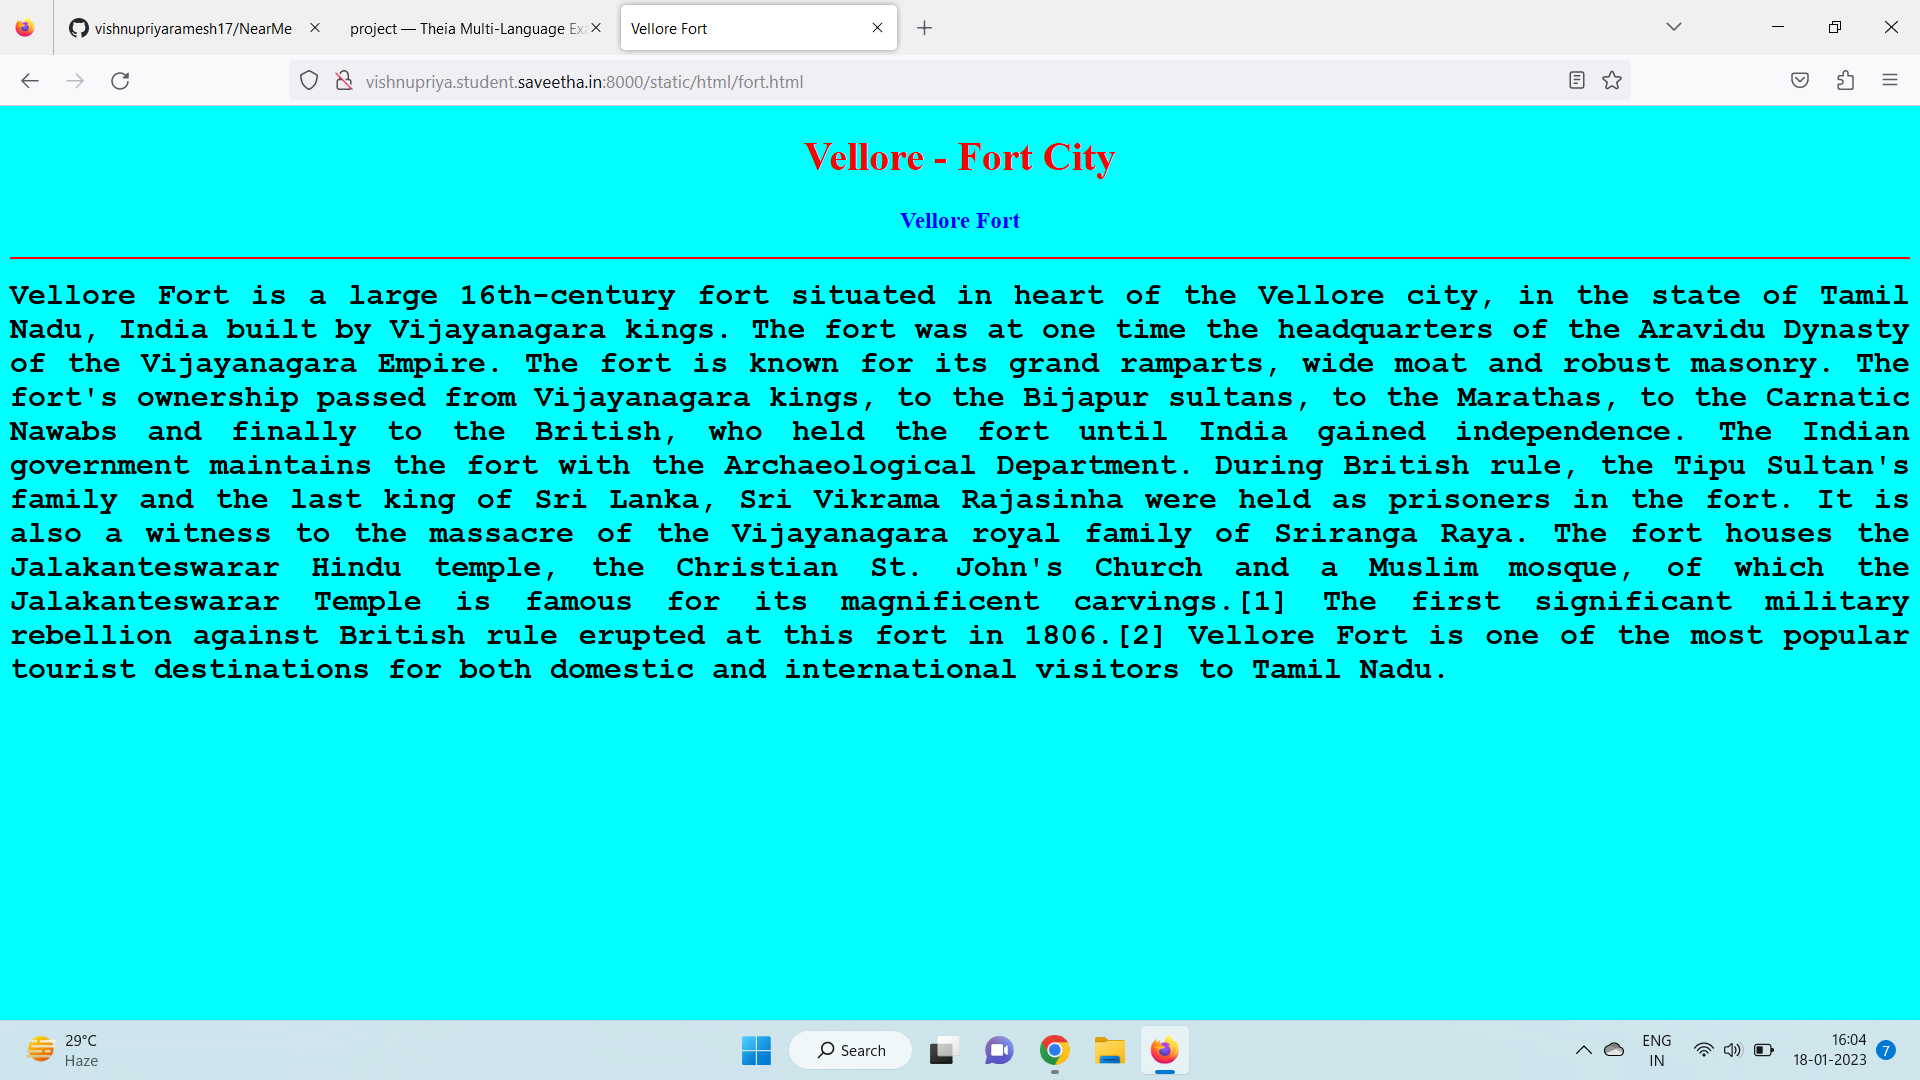 vishnupriyaramesh17/NearMe
project — Theia Multi-Language Exa
Vellore Fort
vishnupriya.student.saveetha.in:8000/static/html/fort.html
Vellore - Fort City
Vellore Fort
Vellore Fort is a large 16th-century fort situated in heart of the Vellore city, in the state of Tamil
Nadu, India built by Vijayanagara kings. The fort was at one time the headquarters of the Aravidu Dynasty
of the Vijayanagara Empire. The fort is known for its grand ramparts, wide moat and robust masonry. The
fort's ownership passed from Vijayanagara kings, to the Bijapur sultans, to the Marathas, to the Carnatic
Nawabs and finally to the British, who held the fort until India gained independence. The Indian
government maintains the fort with the Archaeological Department. During British rule, the Tipu Sultan's
family and the last king of Sri Lanka, Sri Vikrama Rajasinha were held as prisoners in the fort. It is
also a witness to the massacre of the Vijayanagara royal family of Sriranga Raya. The fort houses the
Jalakanteswarar Hindu temple, the Christian St. John's Church and a Muslim mosque, of which the
Jalakanteswarar Temple is famous for its magnificent carvings.[1] The first significant military
rebellion against British rule erupted at this fort in 1806.[2] Vellore Fort is one of the most popular
tourist destinations for both domestic and international visitors to Tamil Nadu.
29°C
Haze
Search
ENG
IN
16:04
18-01-2023
7